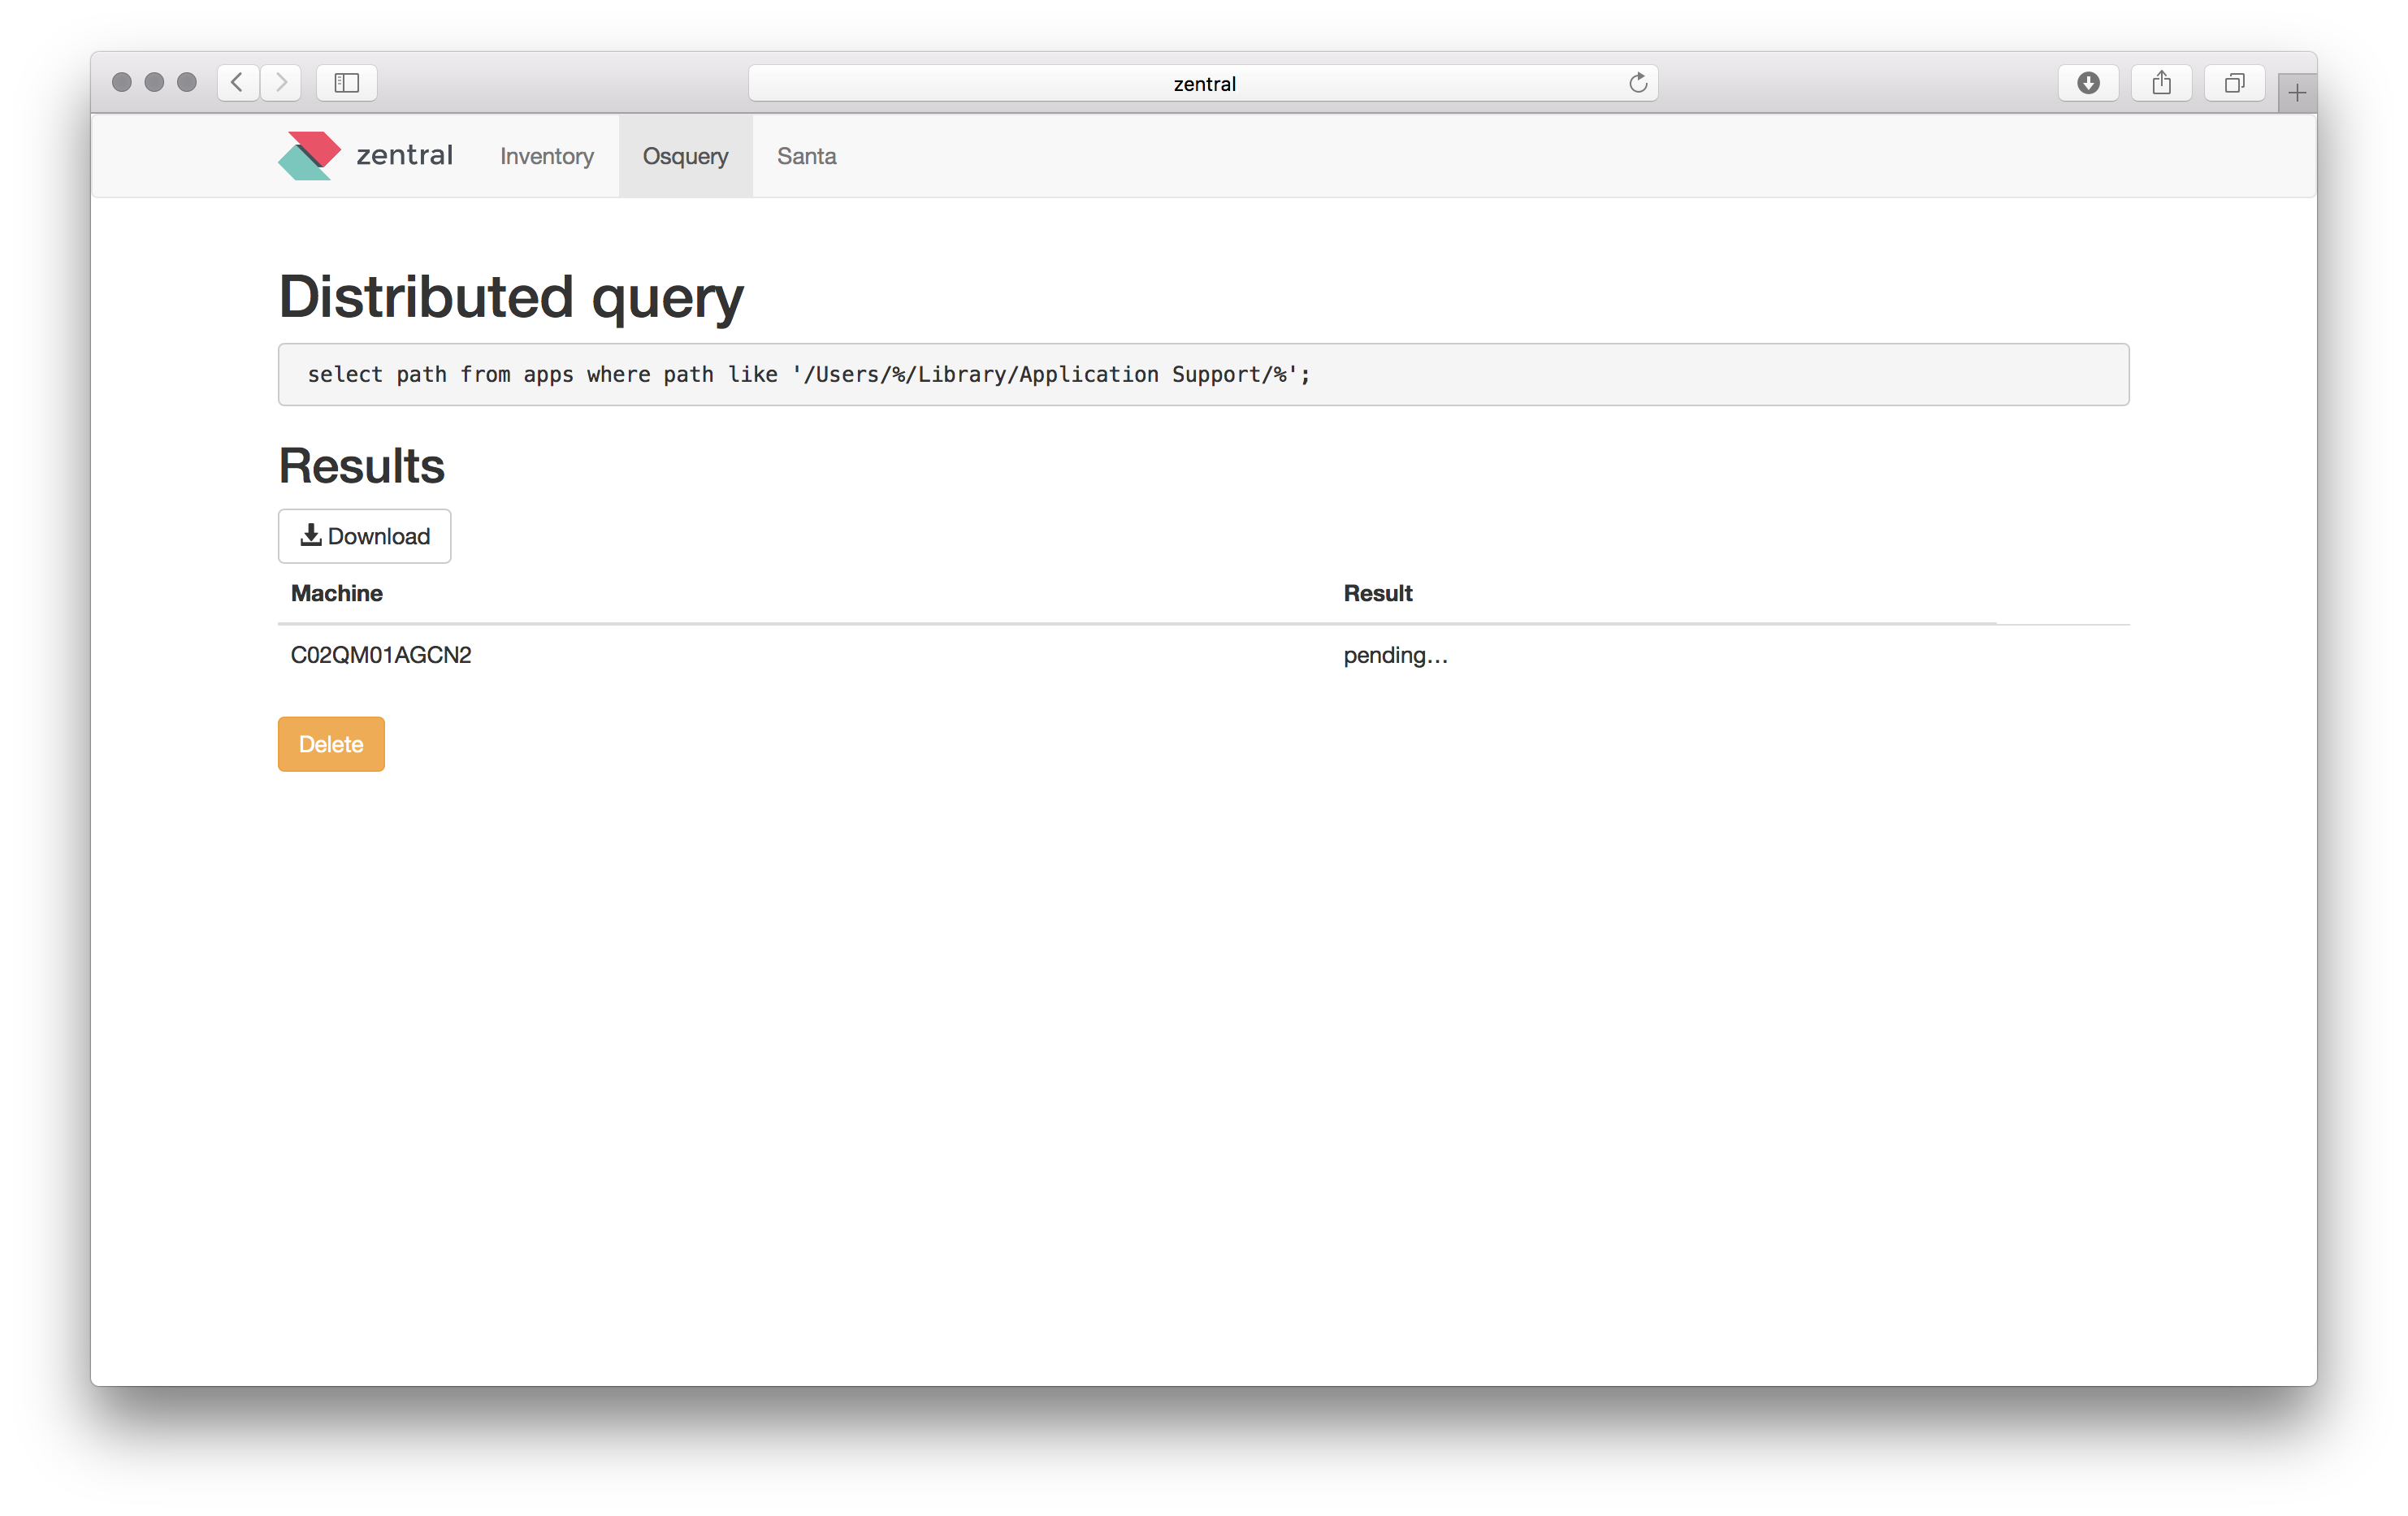 zentral
zentral Inventory Osquery Santa
Distributed query
select path from apps where path like '/Users/%/Library/Application Support/%';
Results
Download
Machine Result
C02QM01AGCN2 pending...
Delete